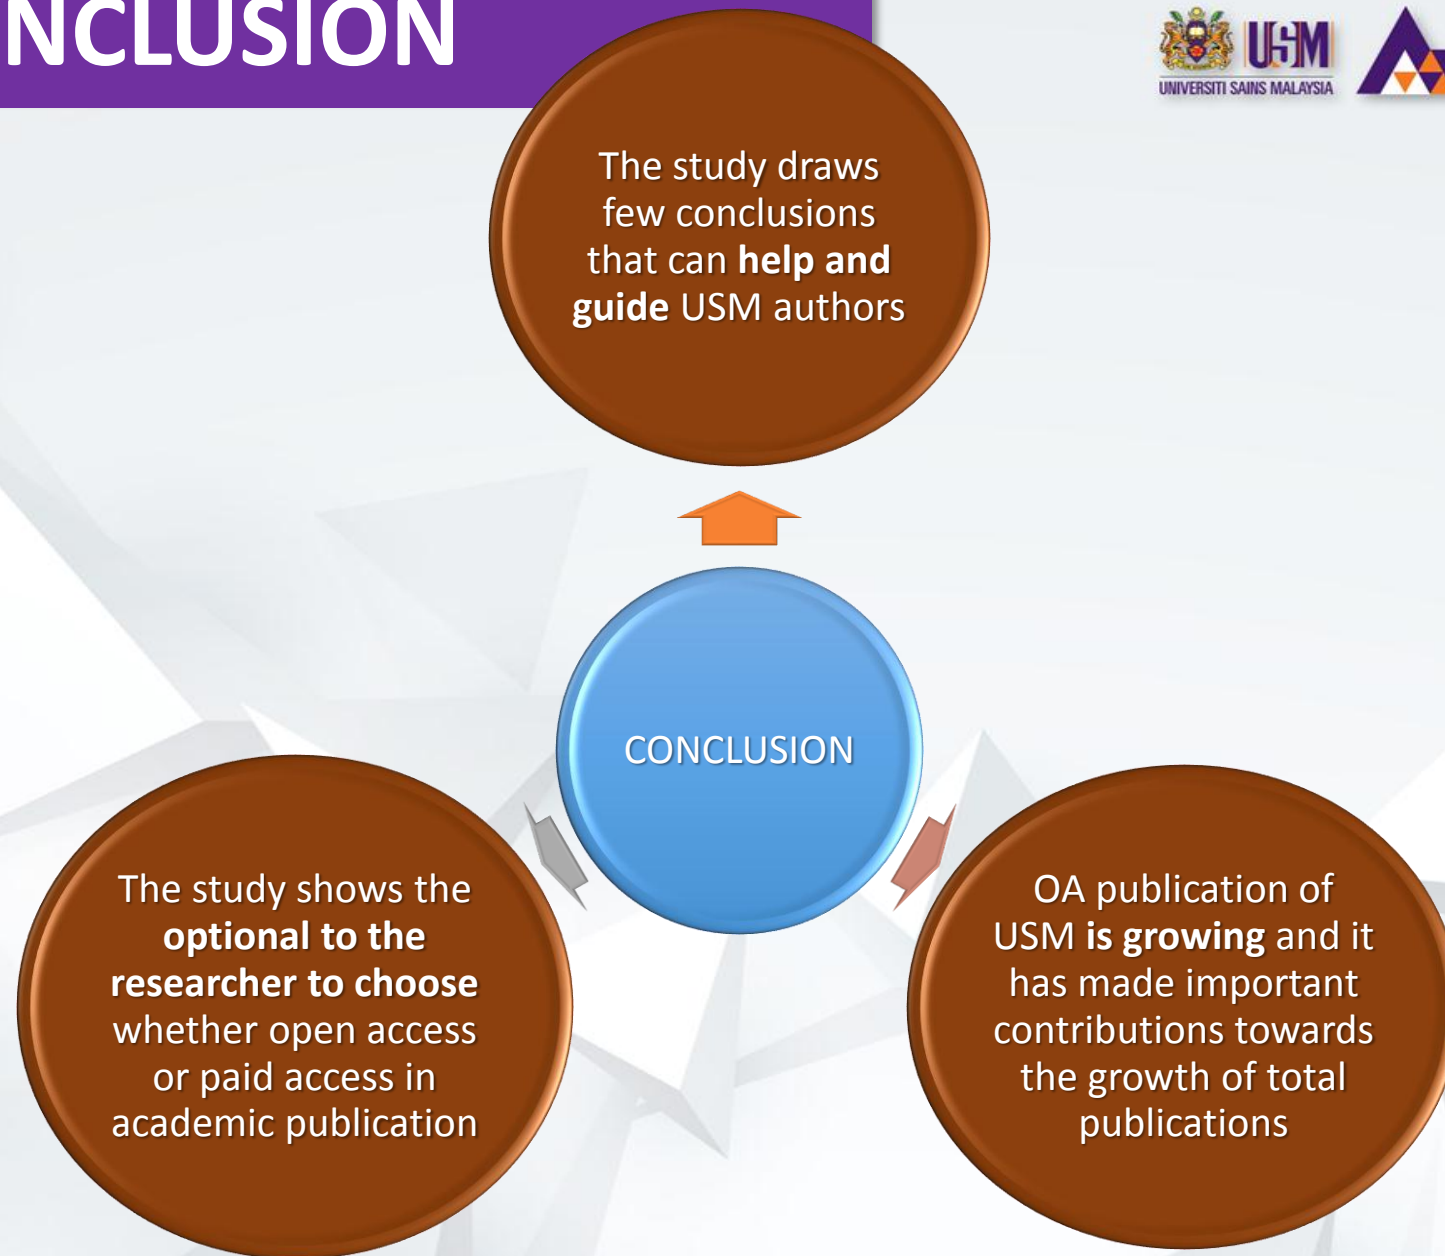 NCLUSION
USM
UNIVERSITI SAINS MALAYSIA
The study draws
few conclusions
that can help and
guide USM authors
CONCLUSION
The study shows the
optional to the
researcher to choose
whether open access
or paid access in
academic publication
OA publication of
USM is growing and it
has made important
contributions towards
the growth of total
publications